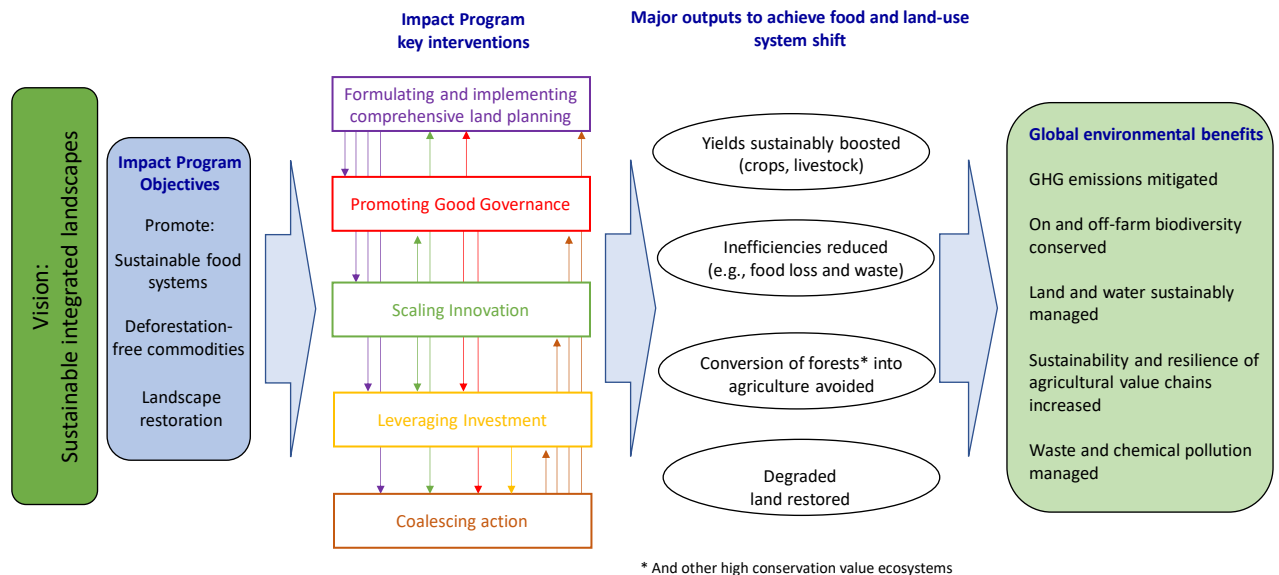 Vision:
Sustainable integrated landscapes
Impact Program
Objectives
Promote:
Sustainable food
systems
Deforestation-
free commodities
Landscape
restoration
Impact Program
key interventions
Formulating and implementing
comprehensive land planning
Promoting Good Governance
Scaling Innovation
Leveraging Investment
Coalescing action
Major outputs to achieve food and land-use
system shift
Yields sustainably boosted
(crops, livestock)
Inefficiencies reduced
(e.g., food loss and waste)
Conversion of forests* into
agriculture avoided
Degraded
land restored
* And other high conservation value ecosystems
Global environmental benefits
GHG emissions mitigated
On and off-farm biodiversity
conserved
Land and water sustainably
managed
Sustainability and resilience of
agricultural value chains
increased
Waste and chemical pollution
managed